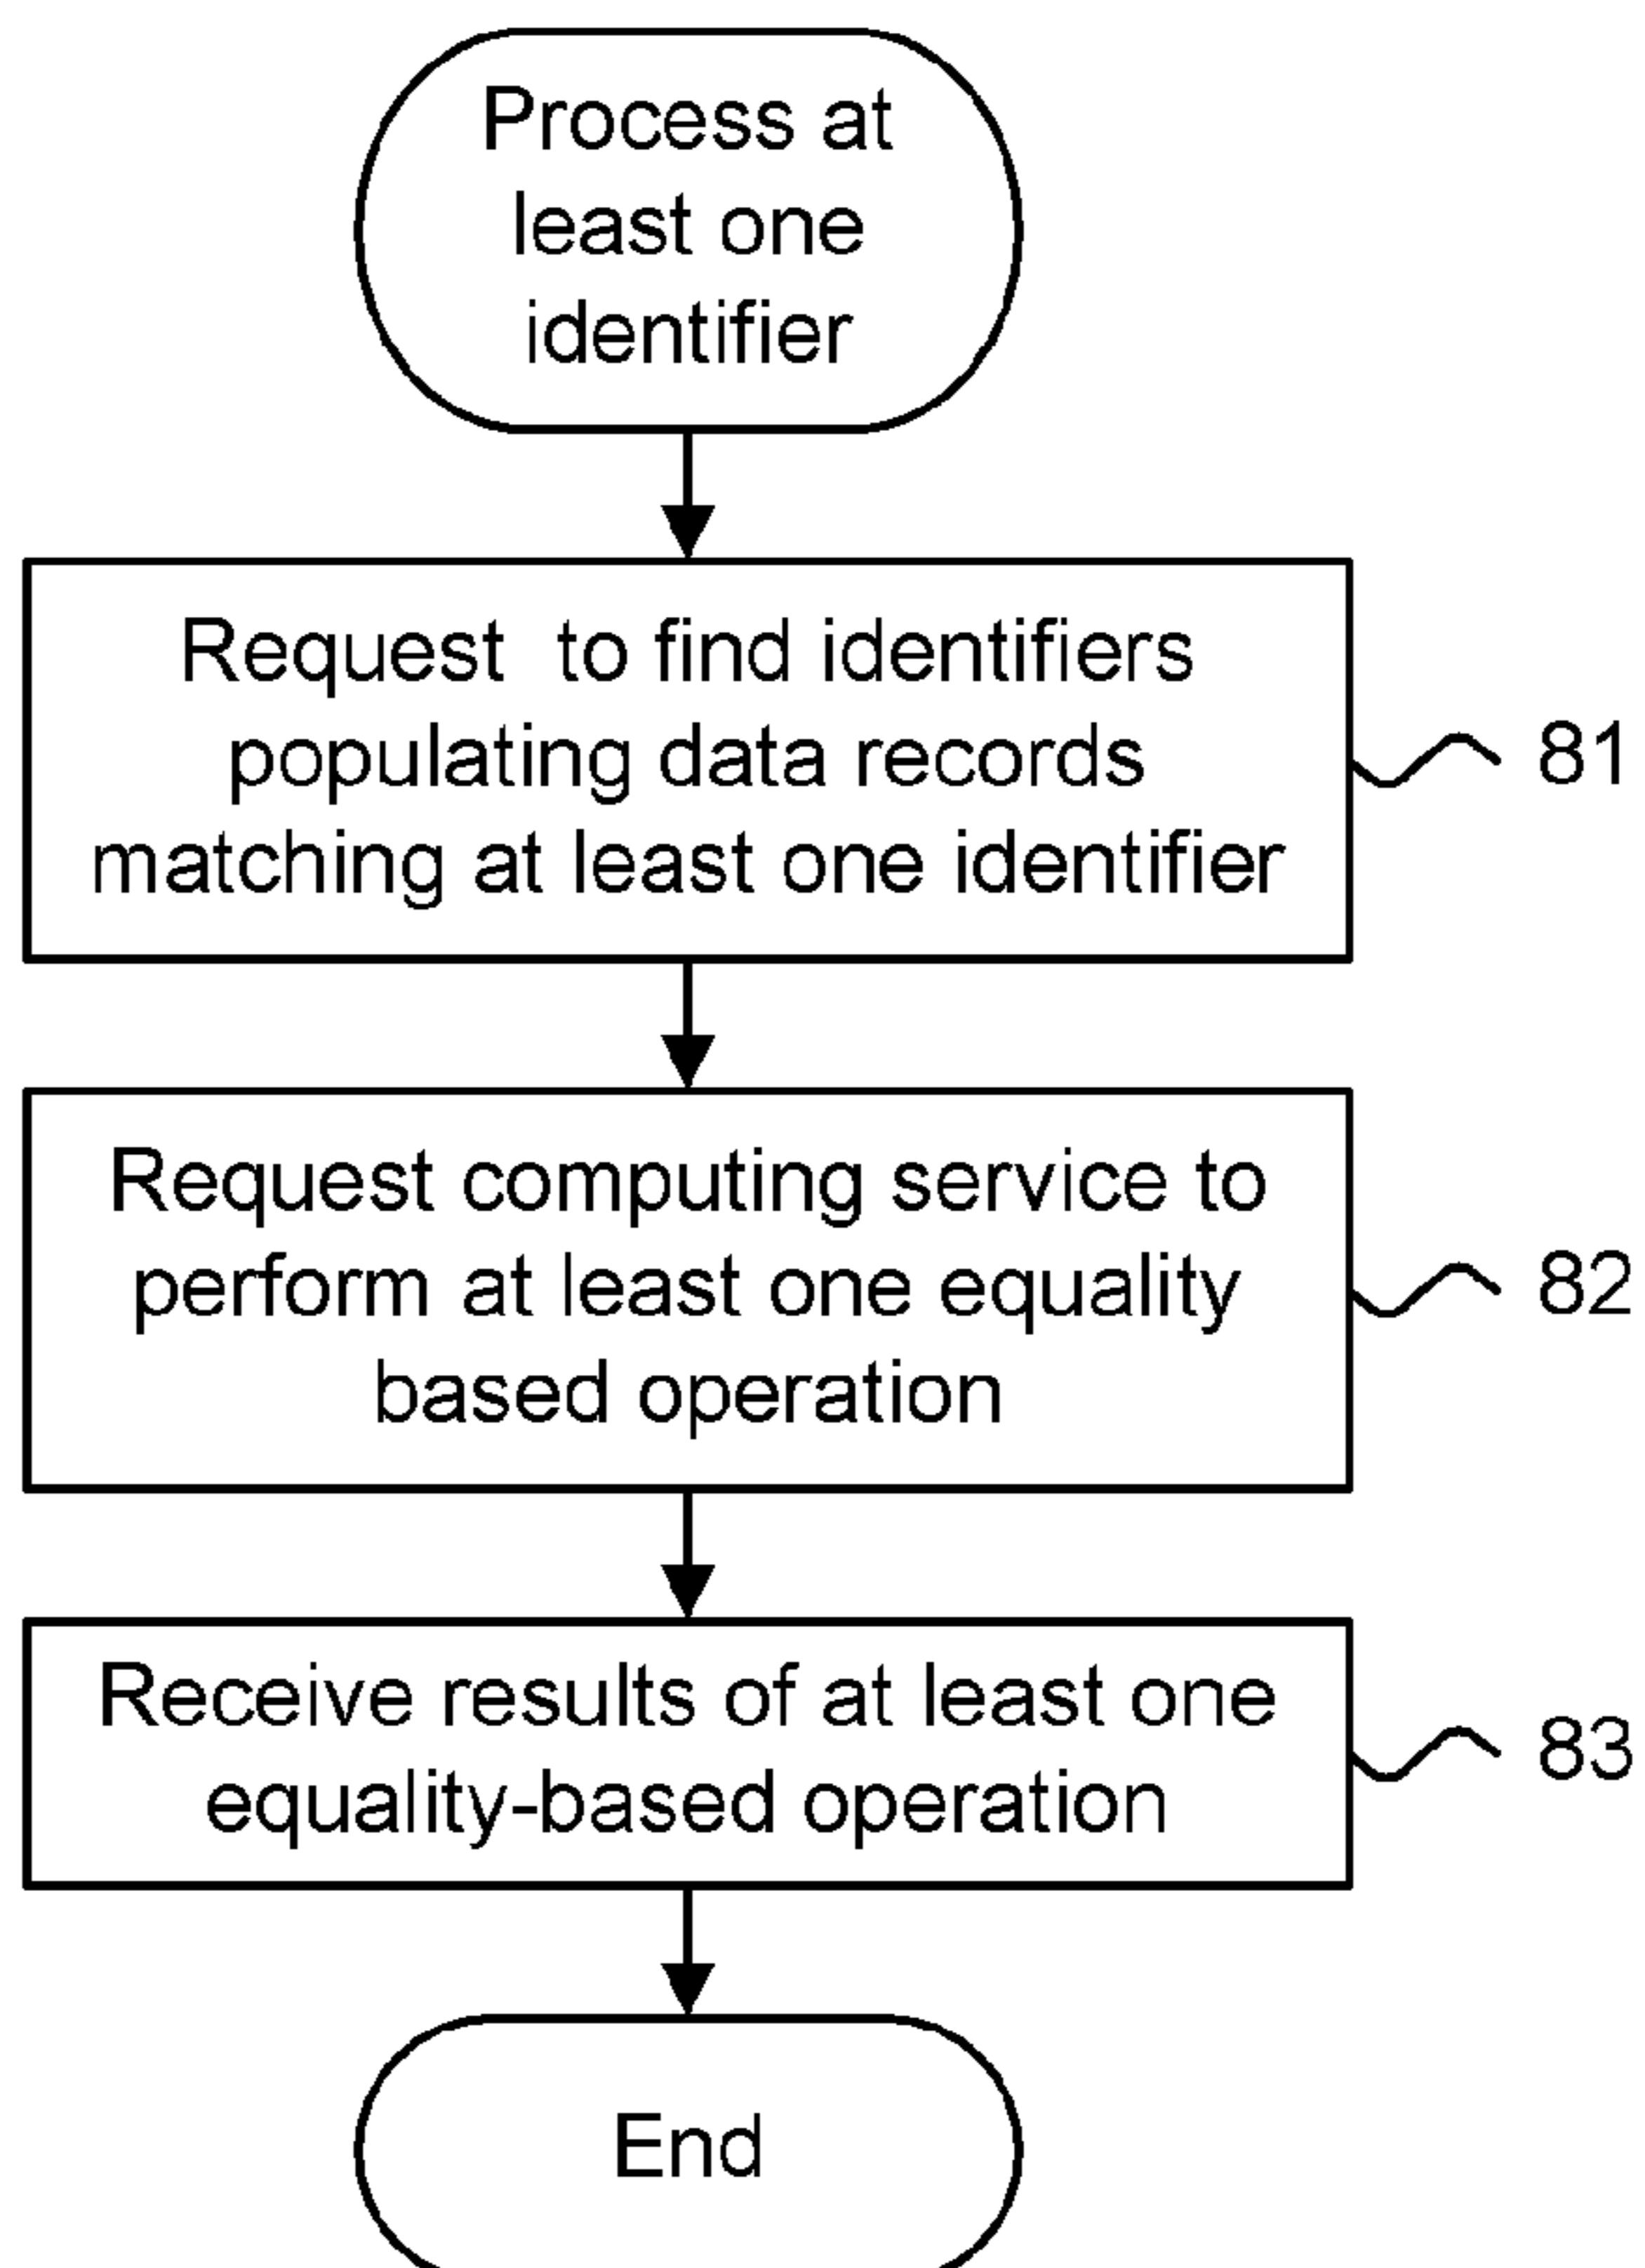 Process at
least one
identifier
Request to find identifiers
populating data records
matching at least one identifier
81
Request computing service to
perform at least one equality
based operation
82
Receive results of at least one
equality-based operation
83
End